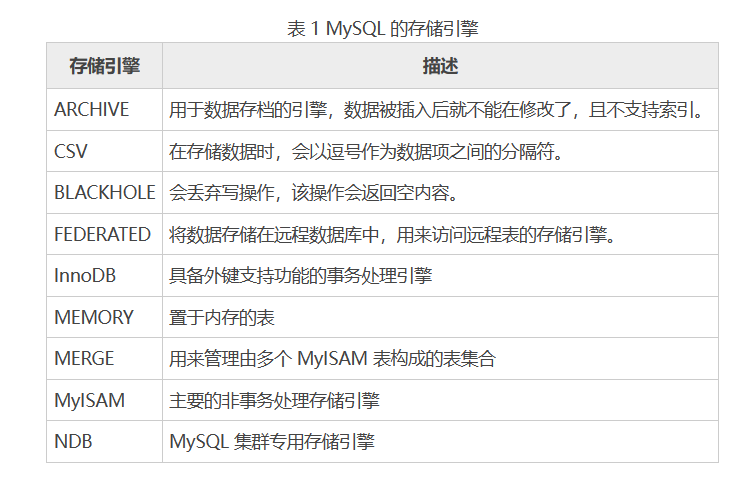 表 1 MySQL 的存储引擎
存储引擎 描述
ARCHIVE 用于数据存档的引擎，数据被插入后就不能在修改了，且不支持索引。
CSV 在存储数据时，会以逗号作为数据项之间的分隔符。
BLACKHOLE 会丢弃写操作，该操作会返回空内容。
FEDERATED 将数据存储在远程数据库中，用来访问远程表的存储引擎。
InnoDB 具备外键支持功能的事务处理引擎
MEMORY 置于内存的表
MERGE 用来管理由多个 MyISAM 表构成的表集合
MyISAM 主要的非事务处理存储引擎
NDB MySQL 集群专用存储引擎